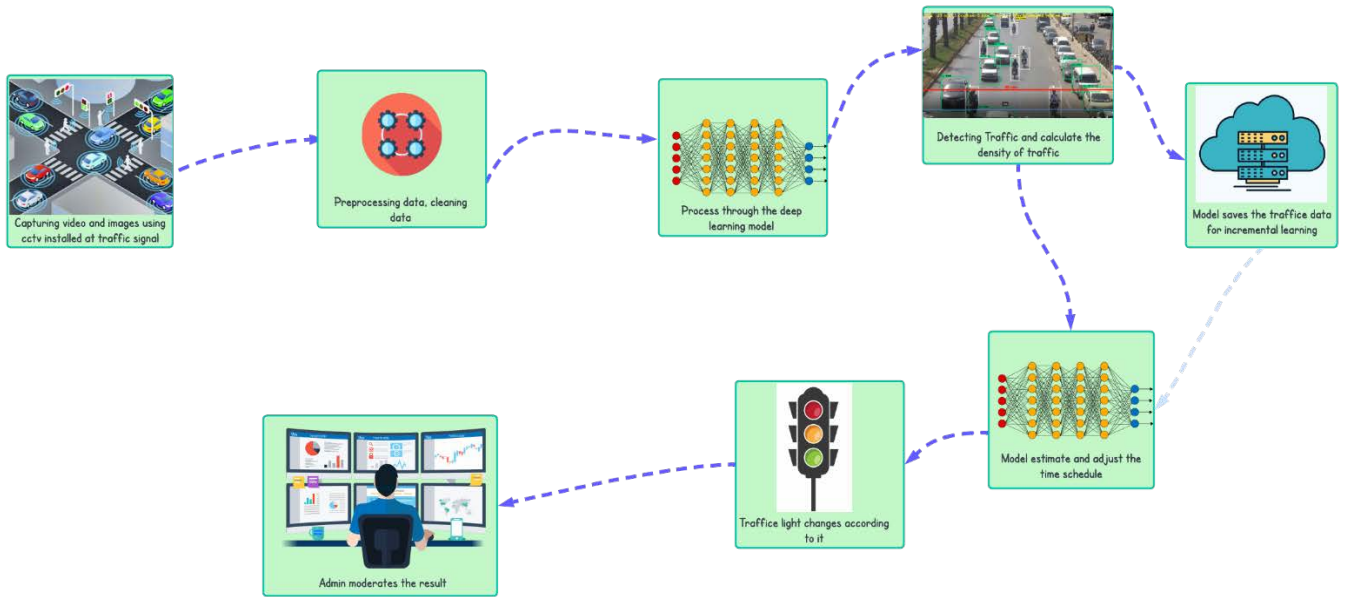 Capturing video and images using
cctv installed at traffic signal
Preprocessing data, cleaning
data
Process through the deep
learning model
Detecting Traffic and calculate the
density of traffic
Model saves the traffice data
for incremental learning
Model estimate and adjust the
time schedule
Traffice light changes according
to it
Admin moderates the result